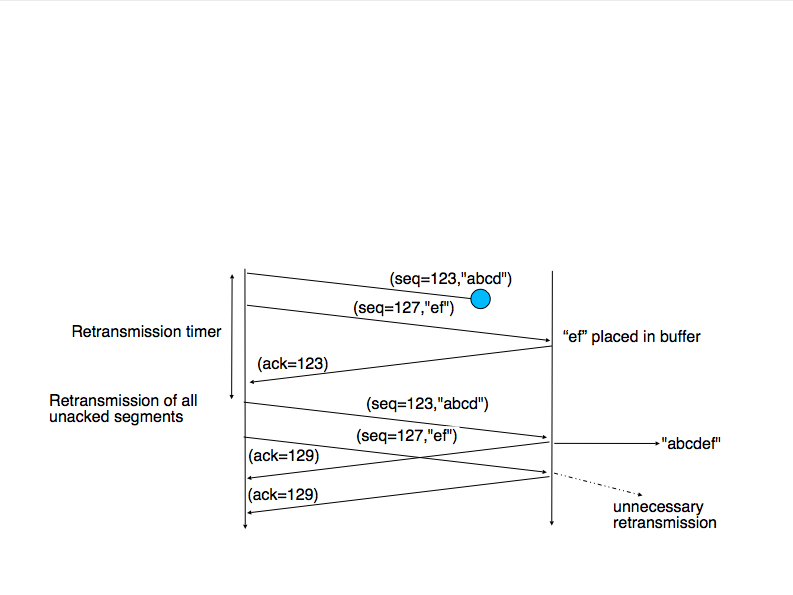 (seq=123,"abcd")
(seq=127,"ef")
Retransmission timer
“ef” placed in buffer
(ack=123)
Retransmission of all
unacked segments
(seq=123,"abcd")
(seq=127,"ef")
"abcdef"
(ack=129)
(ack=129)
unnecessary
retransmission